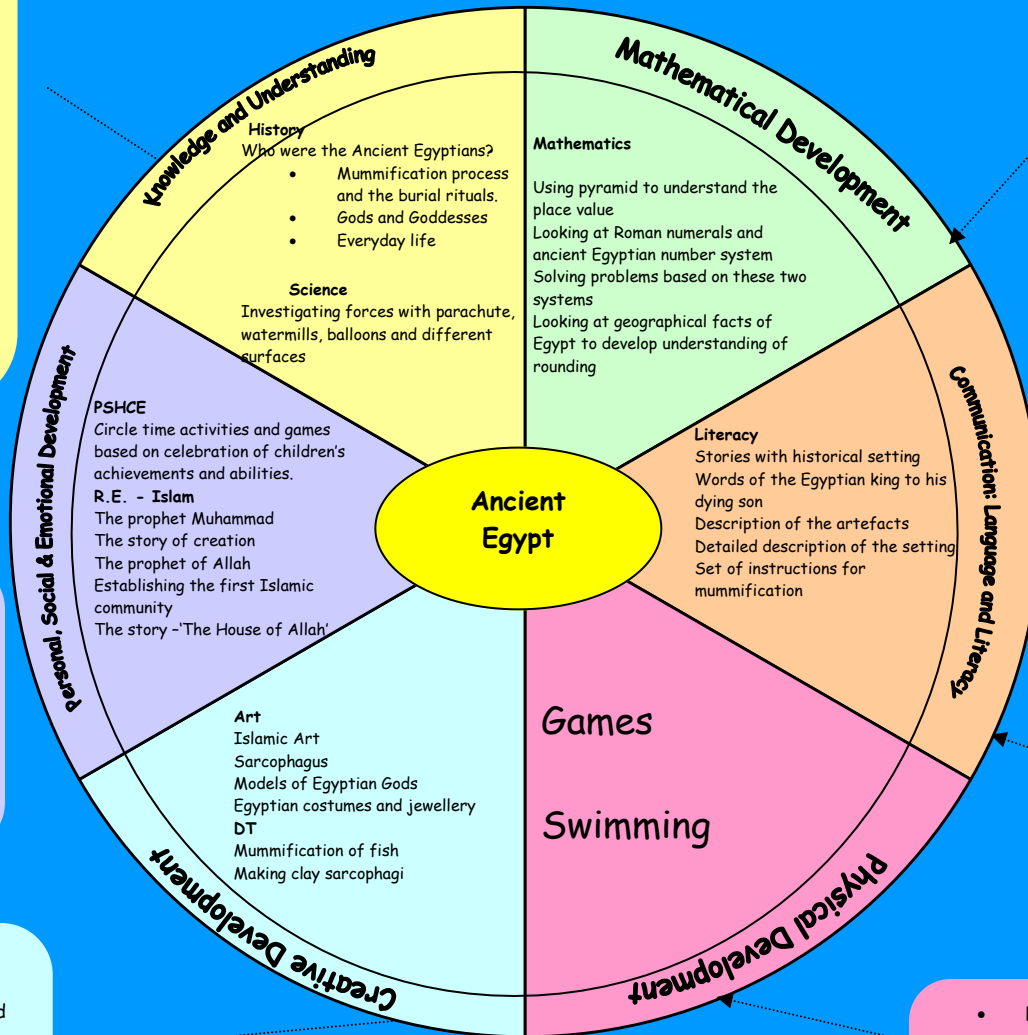 Knowledge and Understanding
History
Who were the Ancient Egyptians?
• Mummification process
and the burial rituals.
• Gods and Goddesses
• Everyday life
Science
Investigating forces with parachute,
watermills, balloons and different
surfaces
Mathematical Development
Mathematics
Using pyramid to understand the
place value
Looking at Roman numerals and
ancient Egyptian number system
Solving problems based on these two
systems
Looking at geographical facts of
Egypt to develop understanding of
rounding
Personal, Social & Emotional Development
PSHCE
Circle time activities and games
based on celebration of children's
achievements and abilities.
R.E. - Islam
The prophet Muhammad
The story of creation
The prophet of Allah
Establishing the first Islamic
community
The story –‘The House of Allah’
Ancient
Egypt
Communication: Language and Literacy
Literacy
Stories with historical setting
Words of the Egyptian king to his
dying son
Description of the artefacts
Detailed description of the setting
Set of instructions for
mummification
Creative Development
Art
Islamic Art
Sarcophagus
Models of Egyptian Gods
Egyptian costumes and jewellery
DT
Mummification of fish
Making clay sarcophagi
Physical Development
Games
Swimming